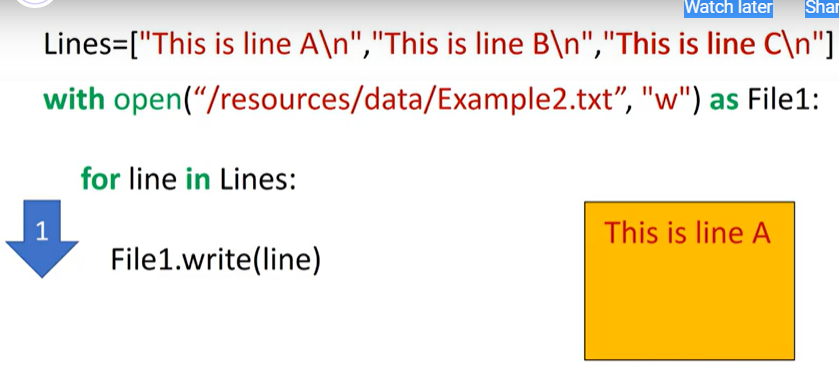 Watch later Shar
Lines=["This is line A\n","This is line B\n","This is line C\n"]
with open(“/resources/data/Example2.txt”, "w") as File1:
for line in Lines:
1
This is line A
File1.write(line)